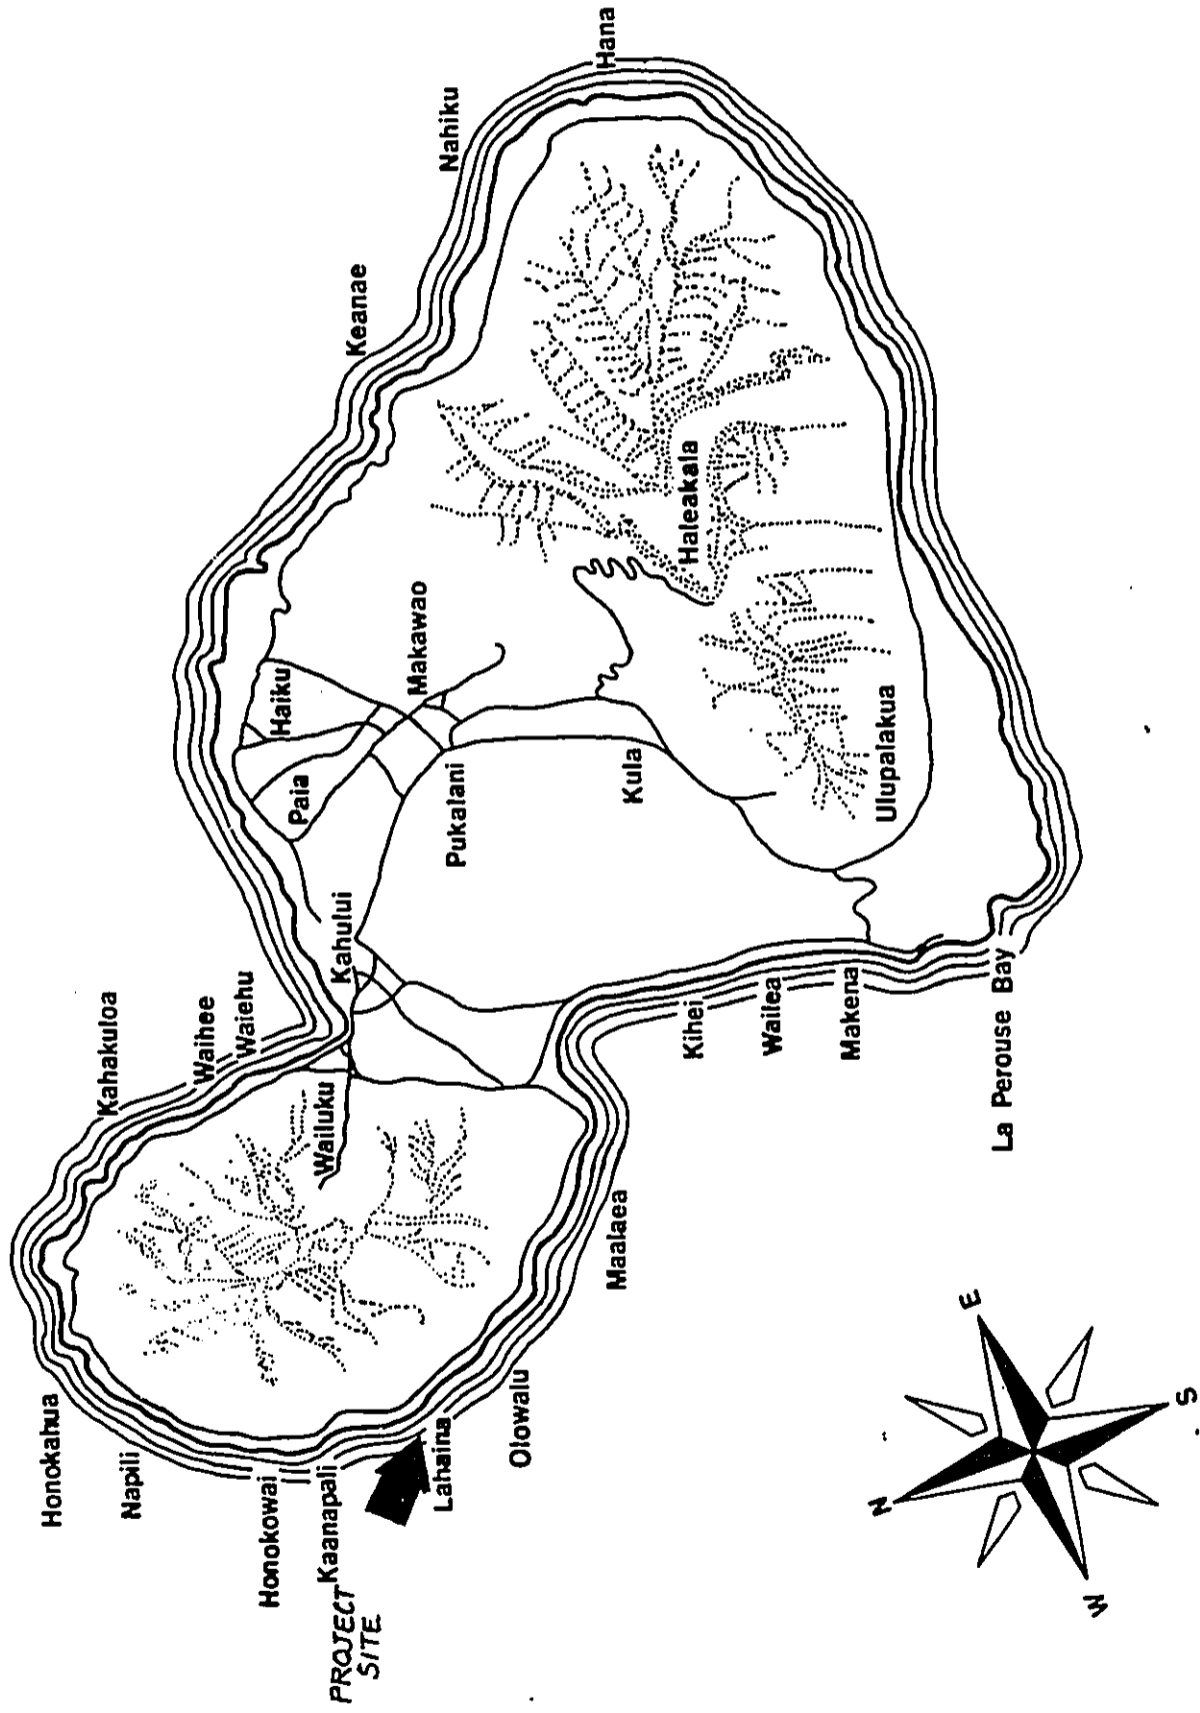 Honokahua
Napili
Honokowai
Kaanapali
PROJECT
SITE
Lahaina
Olowalu
Maalaea
Kahakuloa
Waihee
Waiehu
Wailuku
Kahului
Paia
Haiku
Makawao
Pukalani
Kula
Keanae
Nahiku
Hana
Haleakala
Ulupalakua
Kihei
Wailea
Makena
La Perouse Bay
N
E
S
W